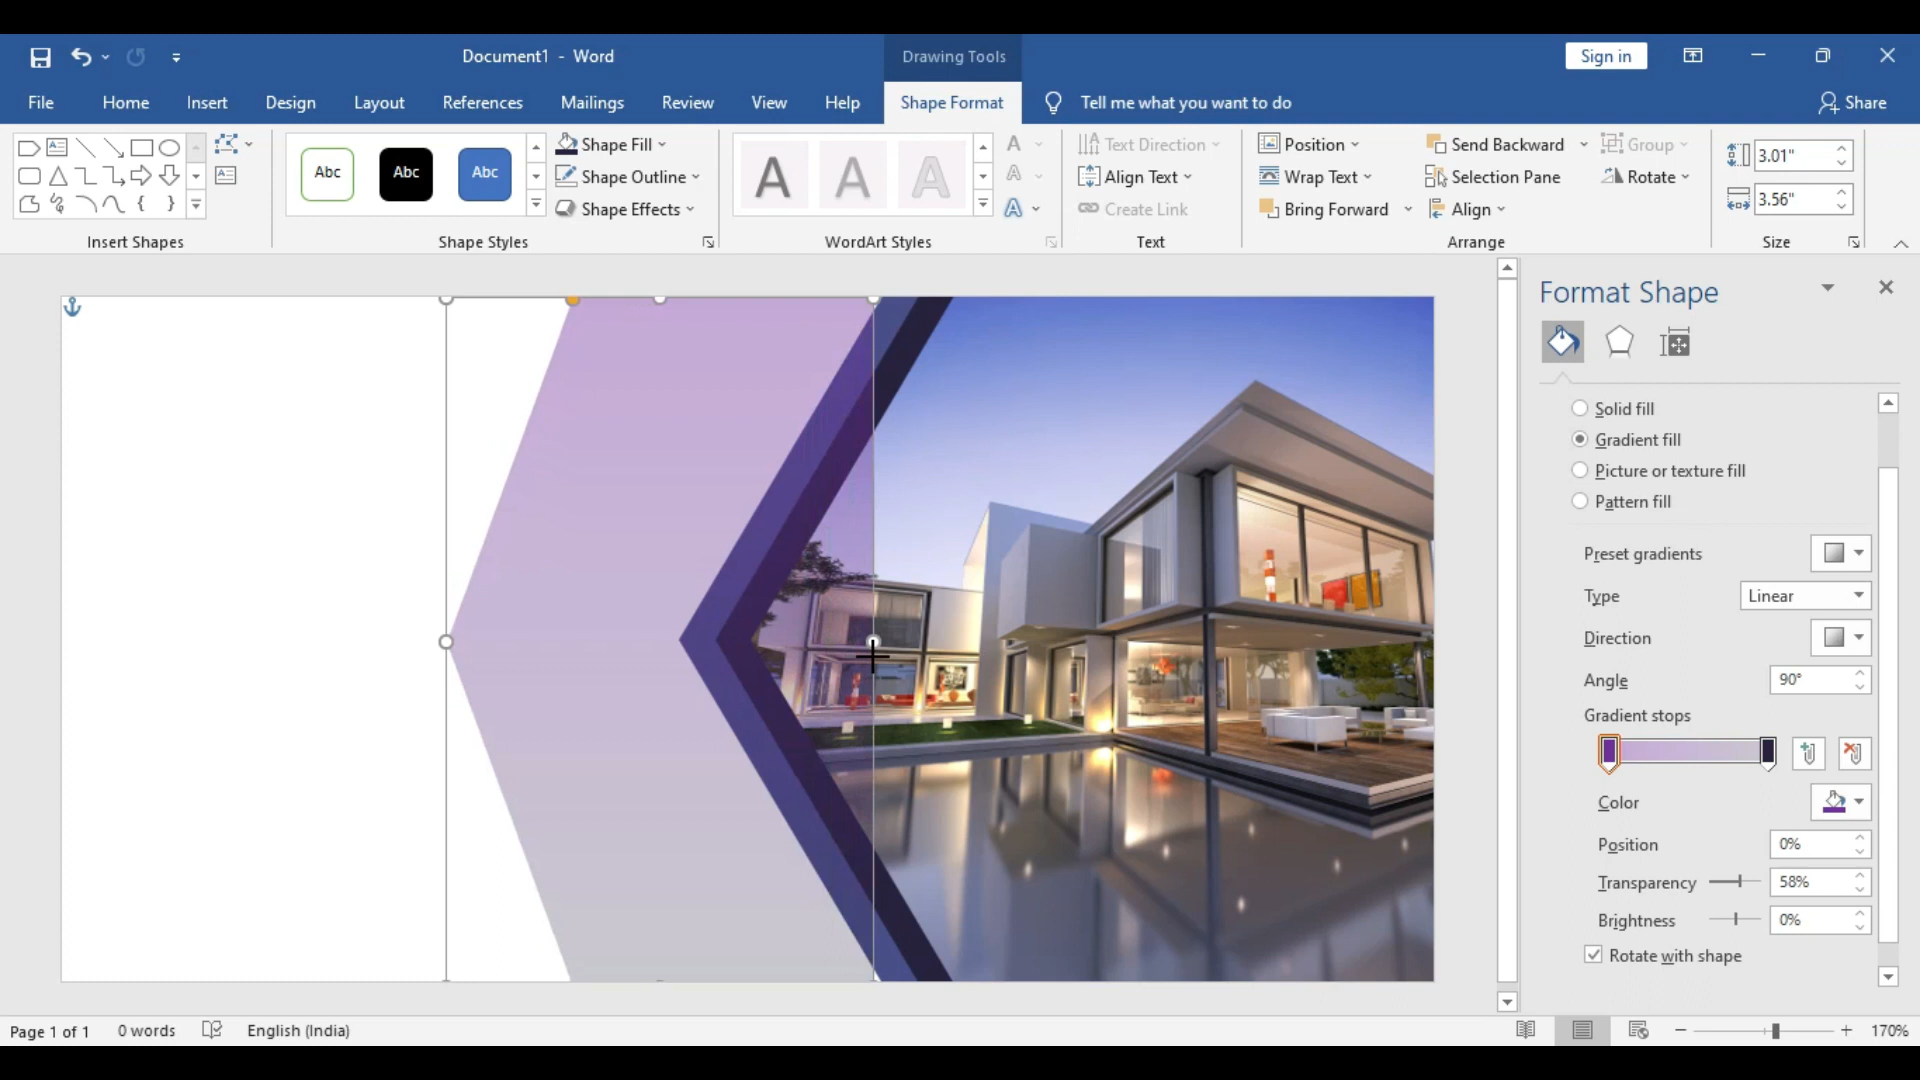 Document1 - Word
Drawing Tools
Sign in
File Home Insert Design Layout References Mailings Review View Help Shape Format Tell me what you want to do Share
Abc Abc Abc
Shape Fill
Shape Outline
Shape Effects
A A A
A
A
A
Text Direction
Align Text
Create Link
Position
Wrap Text
Bring Forward
Send Backward
Selection Pane
Align
Group
Rotate
3.01"
3.56"
Insert Shapes Shape Styles WordArt Styles Text Arrange Size
Format Shape
Solid fill
Gradient fill
Picture or texture fill
Pattern fill
Preset gradients
Type Linear
Direction
Angle 90°
Gradient stops
Color
Position 0%
Transparency 58%
Brightness 0%
Rotate with shape
Page 1 of 1 0 words English (India) 170%